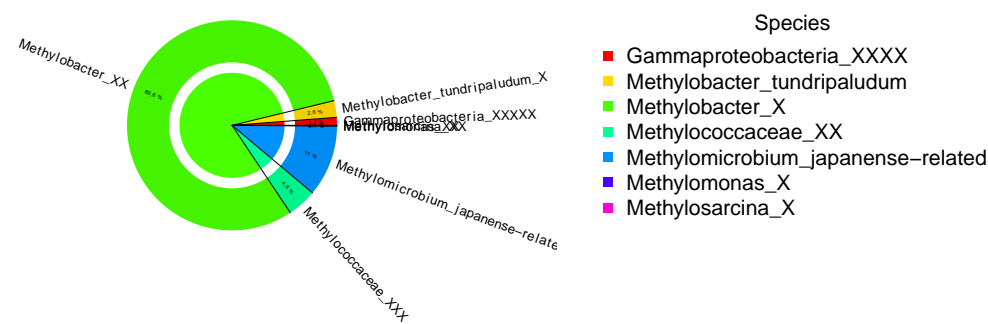 Species
Gammaproteobacteria_XXXX
Methylobacter_tundripaludum
Methylobacter_X
Methylococcaceae_XX
Methylomicrobium_japanense−related
Methylomonas_X
Methylosarcina_X
Methylobacter_XX
Methylobacter_tundripaludum_X
2.6 %
Gammaproteobacteria_XXXXX
Methylomicrobium_japanense−relate
11 %
Methylococcaceae_XXX
4.5 %